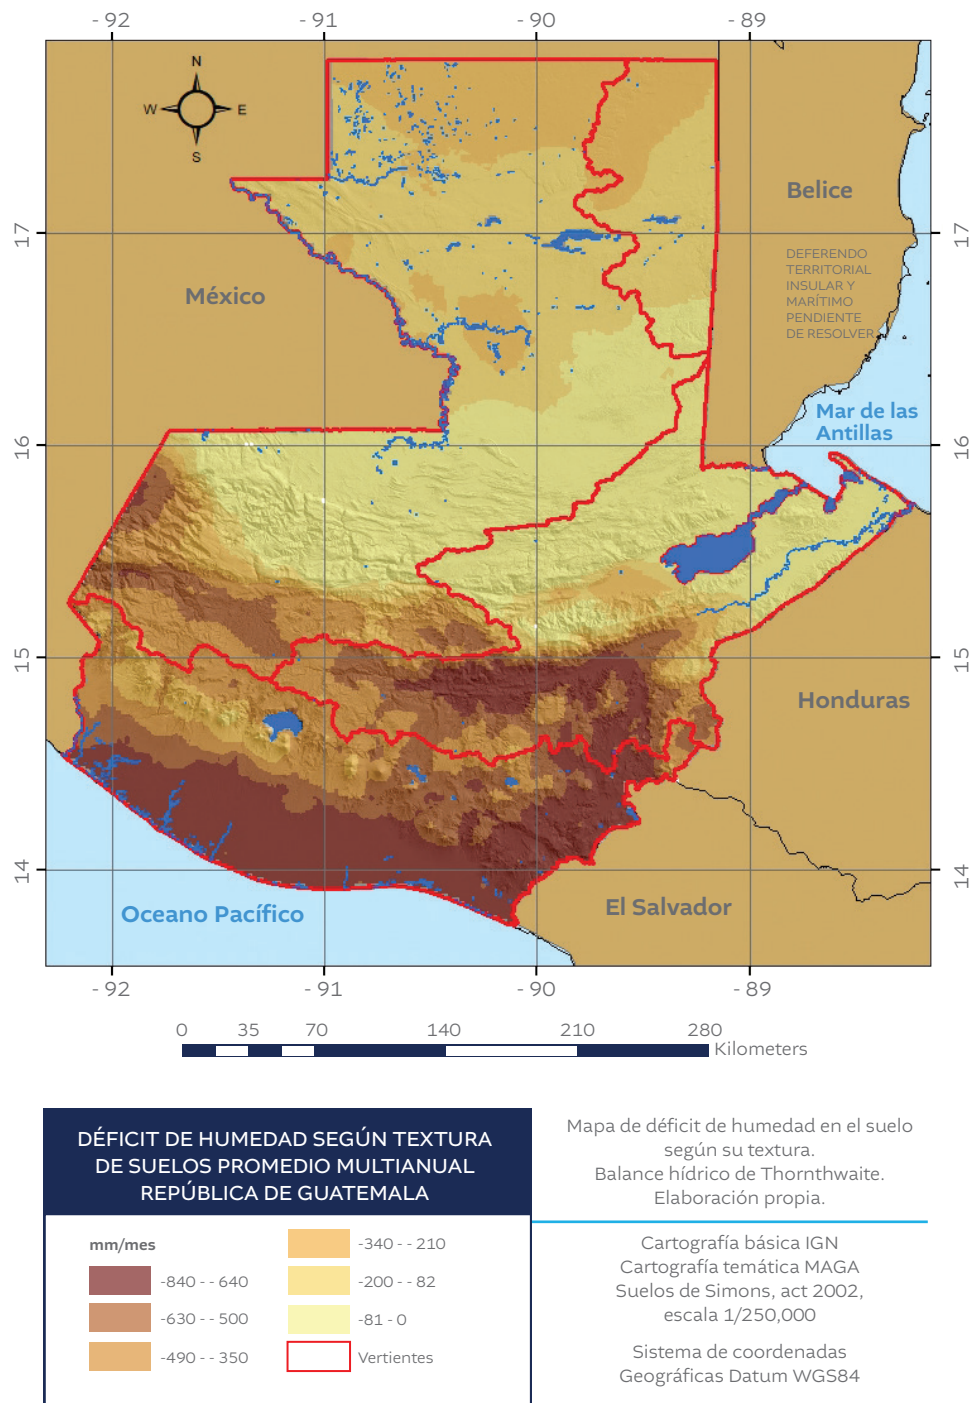 - 92
- 91
- 90
- 89
N
W
E
S
Belice
17
17
DEFERENDO
TERRITORIAL
INSULAR Y
MARÍTIMO
PENDIENTE
DE RESOLVER
México
Mar de las
Antillas
16
16
15
15
Honduras
14
14
Oceano Pacífico
El Salvador
- 92
- 91
- 90
- 89
0
35
70
140
210
280
Kilometers
DÉFICIT DE HUMEDAD SEGÚN TEXTURA
DE SUELOS PROMEDIO MULTIANUAL
REPÚBLICA DE GUATEMALA
mm/mes
-840 - - 640
-630 - - 500
-490 - - 350
-340 - - 210
-200 - - 82
-81 - 0
Vertientes
Mapa de déficit de humedad en el suelo
según su textura.
Balance hídrico de Thornthwaite.
Elaboración propia.
Cartografía básica IGN
Cartografía temática MAGA
Suelos de Simons, act 2002,
escala 1/250,000
Sistema de coordenadas
Geográficas Datum WGS84